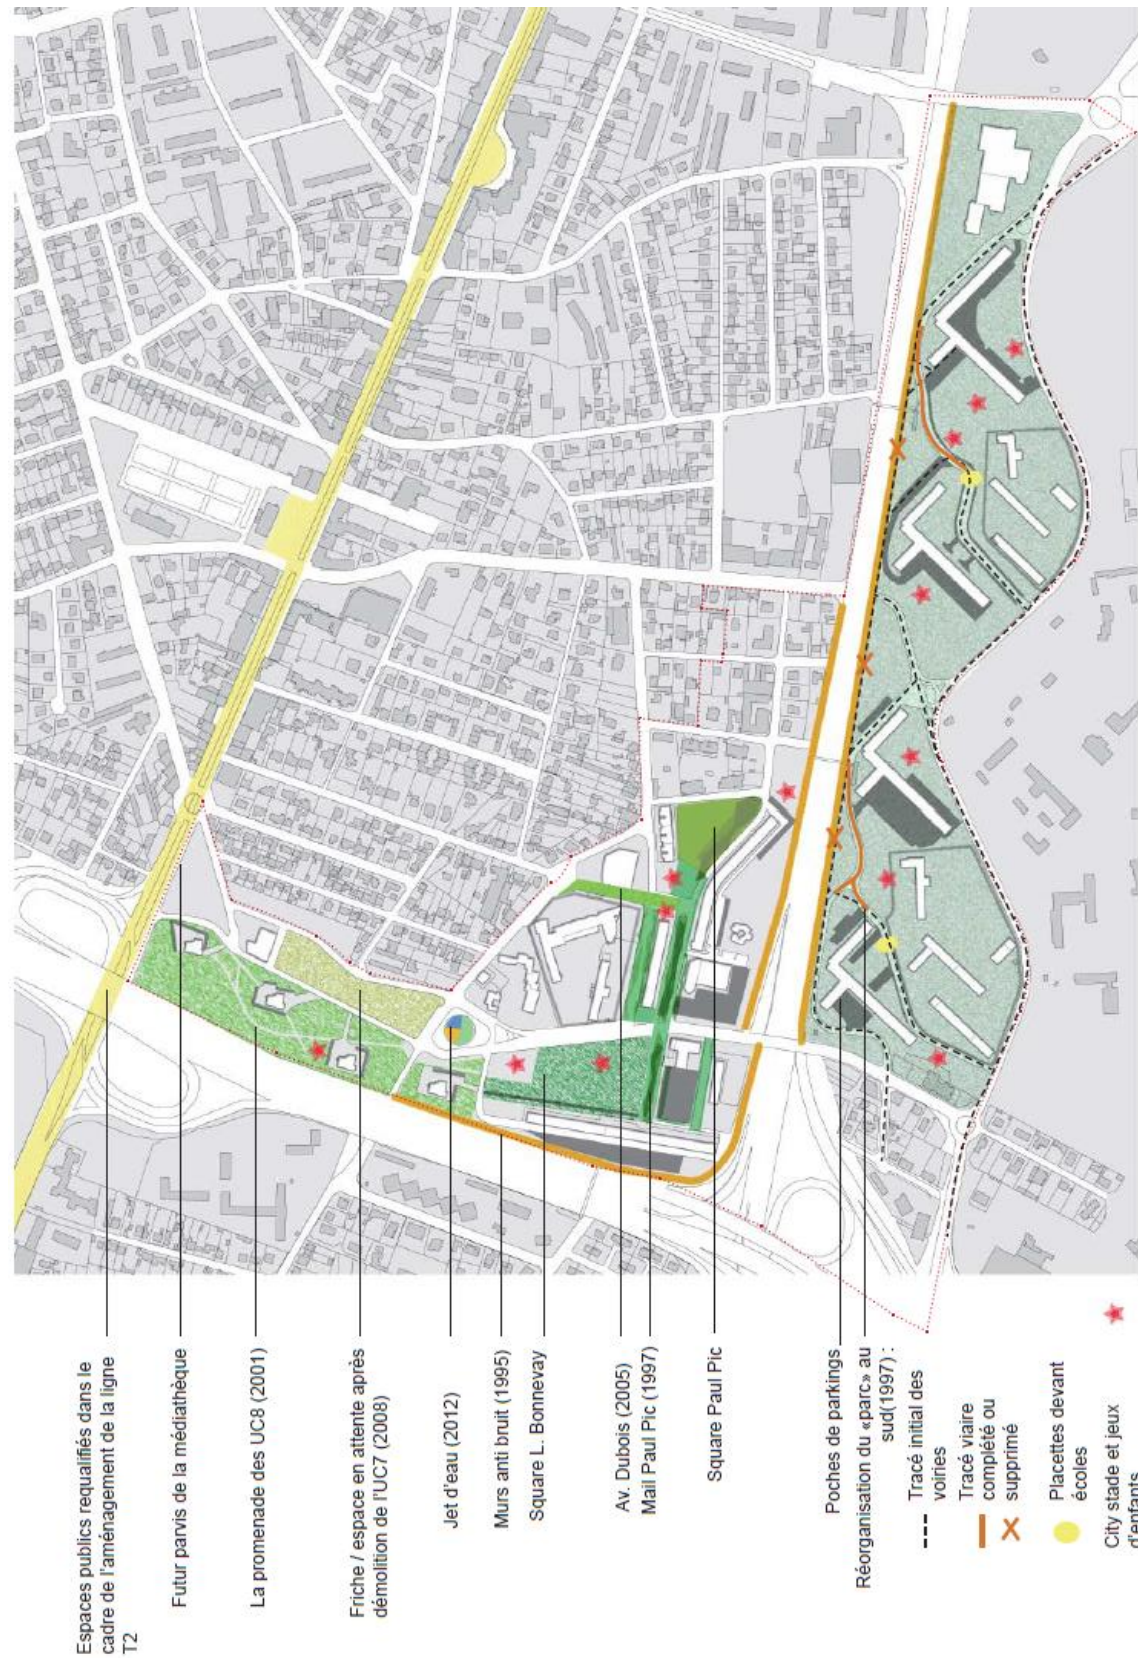 Espaces publics requalifiés dans le
cadre de l'aménagement de la ligne
T2
Futur parvis de la médiathèque
La promenade des UC8 (2001)
Friche / espace en attente après
démolition de l'UC7 (2008)
Jet d'eau (2012)
Murs anti bruit (1995)
Square L. Bonnevay
Av. Dubois (2005)
Mail Paul Pic (1997)
Square Paul Pic
Poches de parkings
Réorganisation du «parc» au
sud(1997) :
Tracé initial des
voiries
Tracé viaire
complété ou
supprimé
Placettes devant
écoles
City stade et jeux
d'enfants